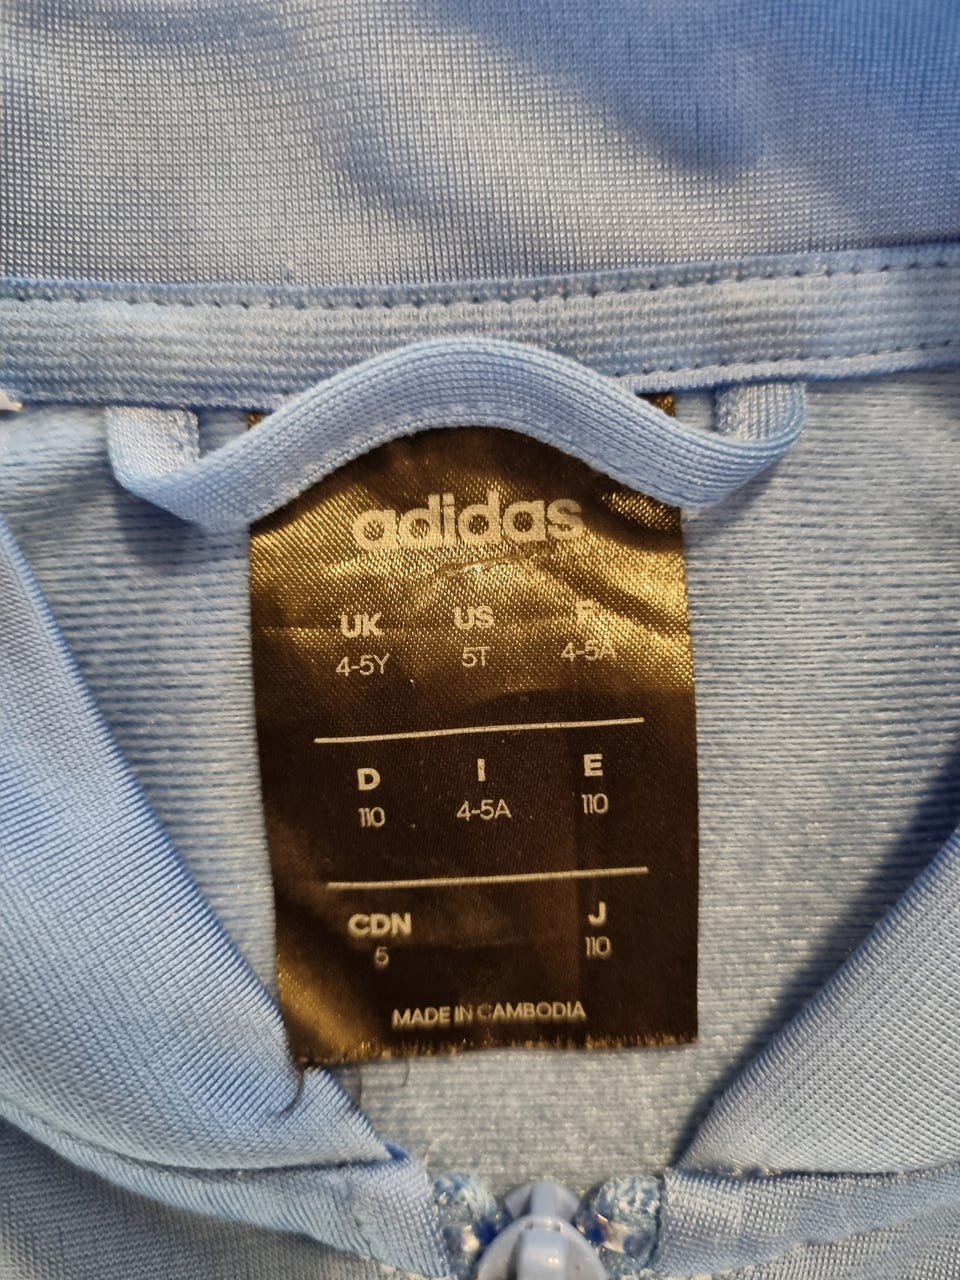 adidas
UK US F
4-5Y 5T 4-5A
D I E
110 4-5A 110
CDN J
5 110
MADE IN CAMBODIA